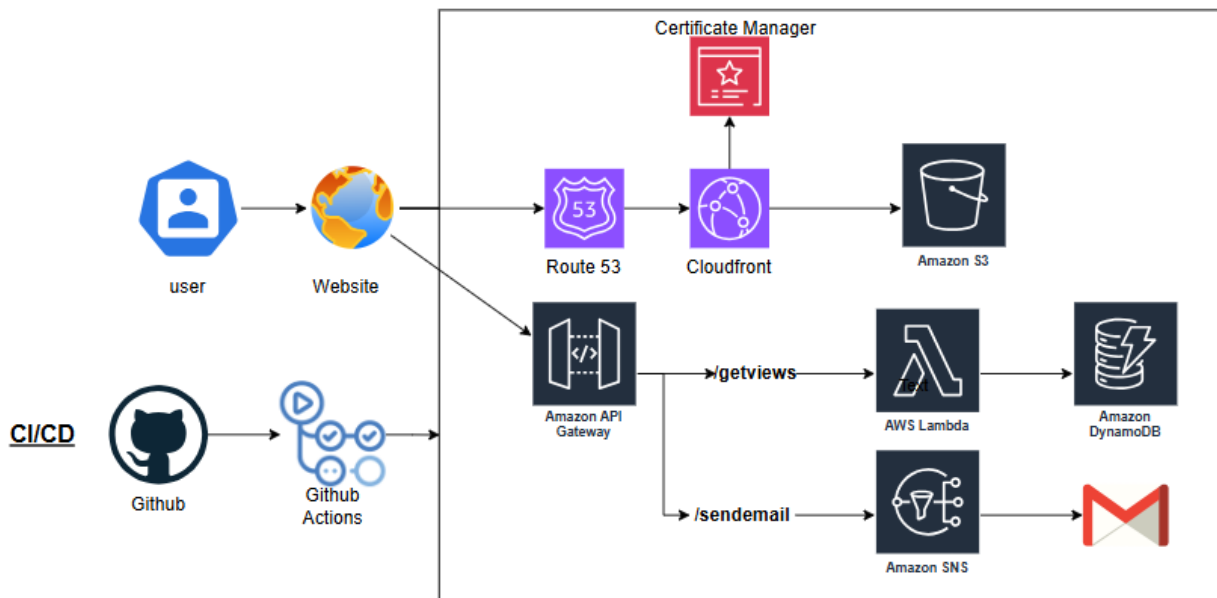 Certificate Manager
53
user
Website
Route 53
Cloudfront
Amazon S3
</>
/getviews
Text
Amazon API
Gateway
AWS Lambda
Amazon
DynamoDB
CI/CD
Github
Github
Actions
/sendemail
Amazon SNS